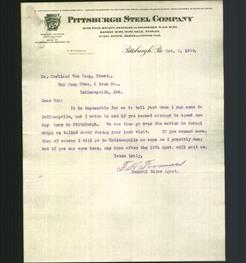 PITTSBURGH STEEL COMPANY
Pittsburgh, Pa. Oct. 2, 1909.
Mr. Cortland Van Camp, Prest.,
Van Camp Hdwe. & Iron Co.,
Indianapolis, Ind.
Dear Sir:
It is impossible for me to tell just when I may come to
Indianapolis, and I write to ask if you cannot arrange to spend one
day here in Pittsburgh. We can then go over the matter in detail
which we talked about during your last visit. If you cannot come,
then of course I will go to Indianapolis as soon as I possibly can;
but if you can come here, any time after the 10th inst. will suit me.
Yours truly,
General Sales Agent.